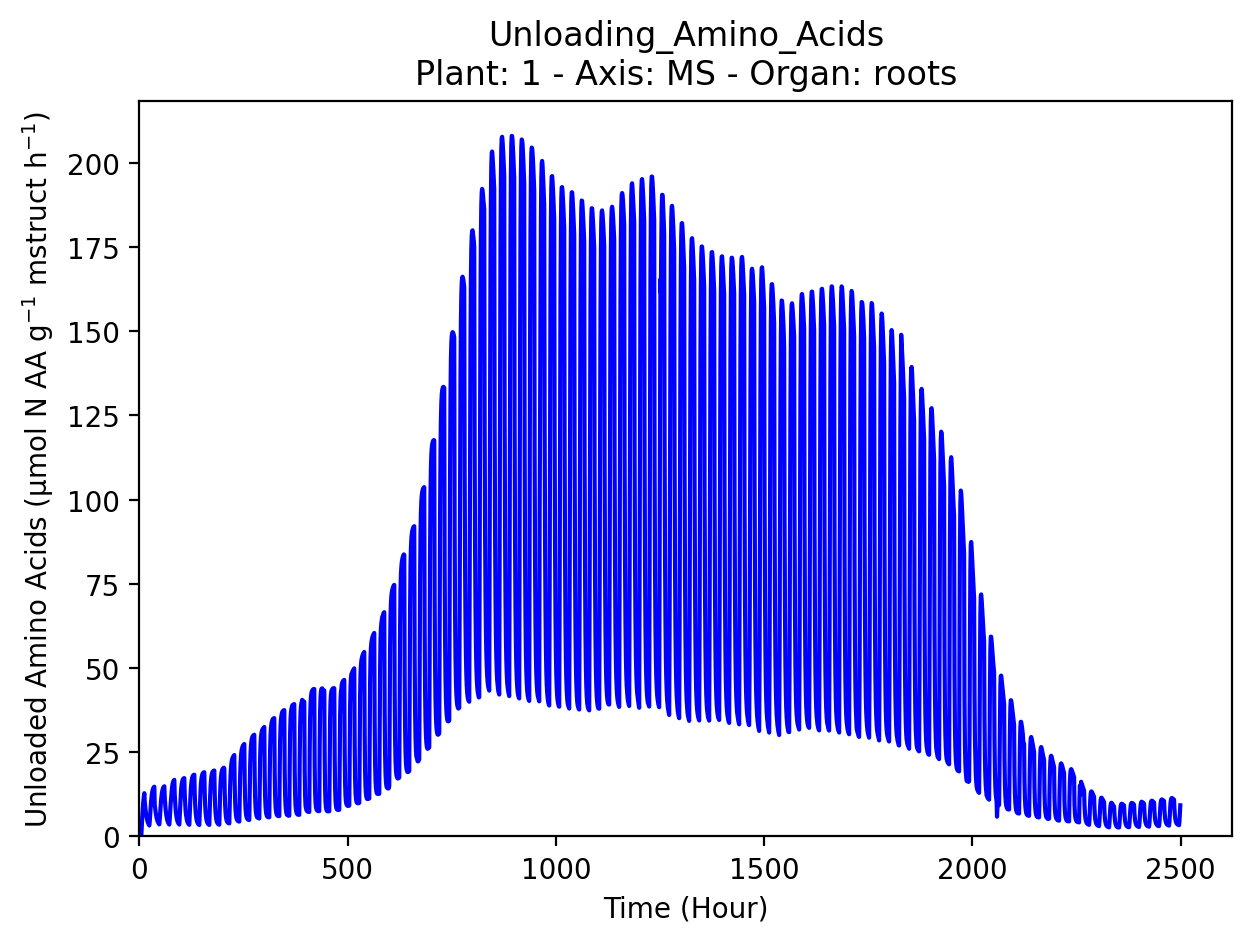 Unloading_Amino_Acids
Plant: 1 - Axis: MS - Organ: roots
Unloaded Amino Acids (µmol N AA g⁻¹ mstruct h⁻¹)
200
175
150
125
100
75
50
25
0
0 500 1000 1500 2000 2500
Time (Hour)